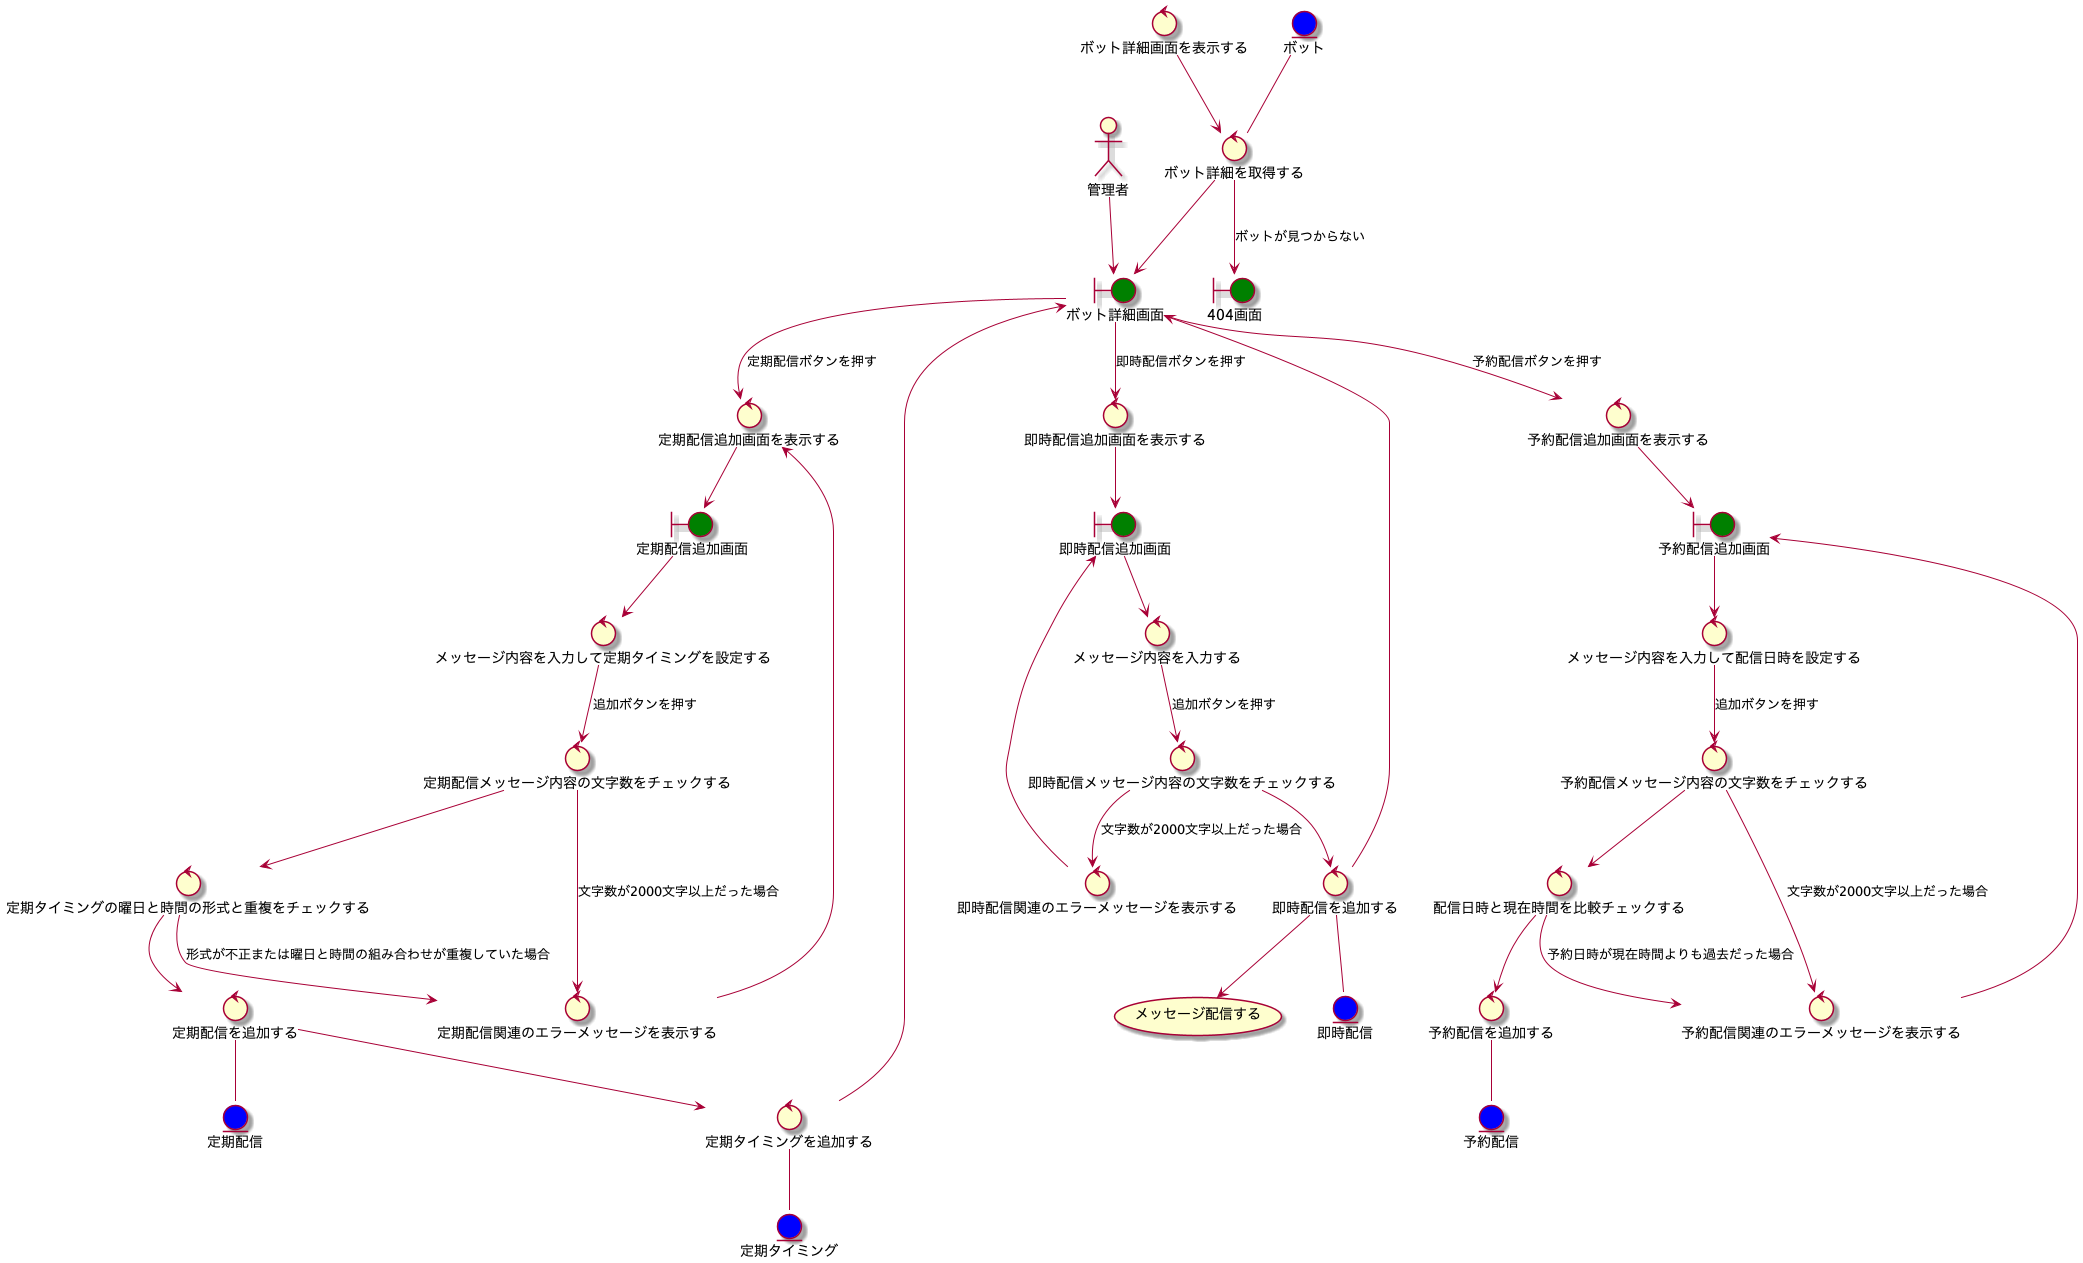 ボット詳細画面を表示する
ボット
管理者
ボット詳細を取得する
ボットが見つからない
ボット詳細画面
404画面
定期配信ボタンを押す
即時配信ボタンを押す
予約配信ボタンを押す
定期配信追加画面を表示する
即時配信追加画面を表示する
予約配信追加画面を表示する
定期配信追加画面
即時配信追加画面
予約配信追加画面
メッセージ内容を入力して定期タイミングを設定する
メッセージ内容を入力する
メッセージ内容を入力して配信日時を設定する
追加ボタンを押す
追加ボタンを押す
追加ボタンを押す
定期配信メッセージ内容の文字数をチェックする
即時配信メッセージ内容の文字数をチェックする
予約配信メッセージ内容の文字数をチェックする
文字数が2000文字以上だった場合
文字数が2000文字以上だった場合
文字数が2000文字以上だった場合
定期タイミングの曜日と時間の形式と重複をチェックする
即時配信関連のエラーメッセージを表示する
即時配信を追加する
配信日時と現在時間を比較チェックする
形式が不正または曜日と時間の組み合わせが重複していた場合
予約日時が現在時間よりも過去だった場合
定期配信を追加する
定期配信関連のエラーメッセージを表示する
メッセージ配信する
即時配信
予約配信を追加する
予約配信関連のエラーメッセージを表示する
定期配信
定期タイミングを追加する
予約配信
定期タイミング